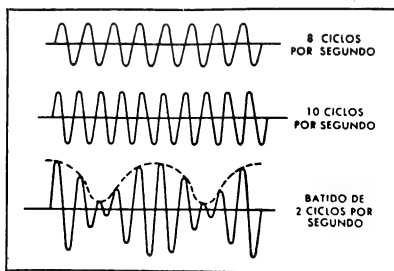 8 CICLOS
POR SEGUNDO
10 CICLOS
POR SEGUNDO
BATIDO DE
2 CICLOS POR
SEGUNDO